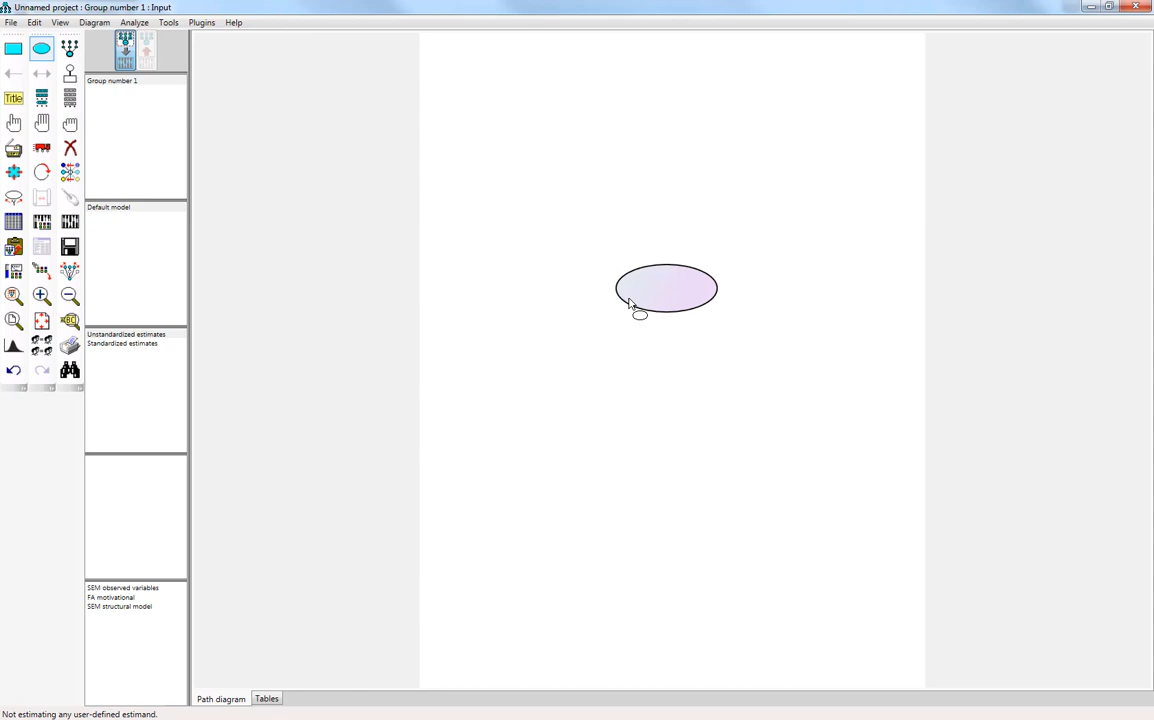 Unnamed project : Group number 1 : Input
File Edit View Diagram Analyze Tools Plugins Help
Title
Group number 1
Default model
Unstandardized estimates
Standardized estimates
ABC
SEM observed variables
FA motivational
SEM structural model
Path diagram Tables
Not estimating any user-defined estimand.